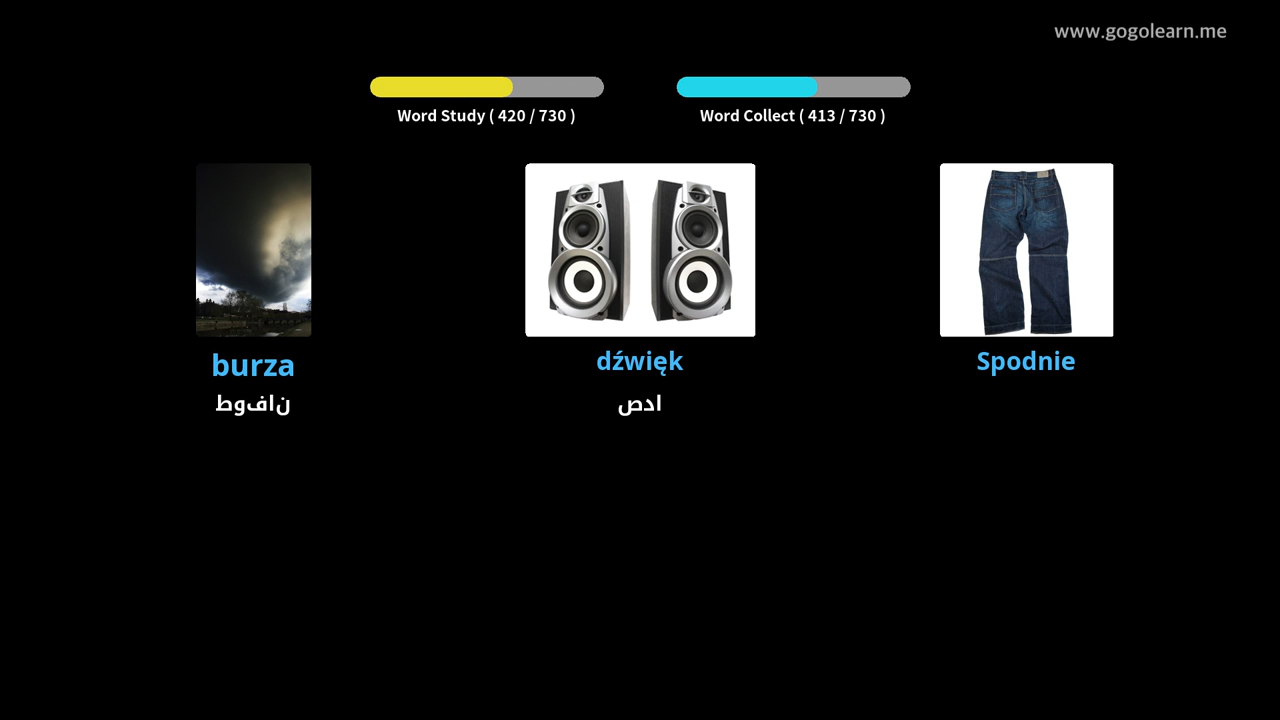 www.gogolearn.me
Word Study ( 420 / 730 )
Word Collect ( 413 / 730 )
burza
طوفان
dźwięk
صدا
Spodnie